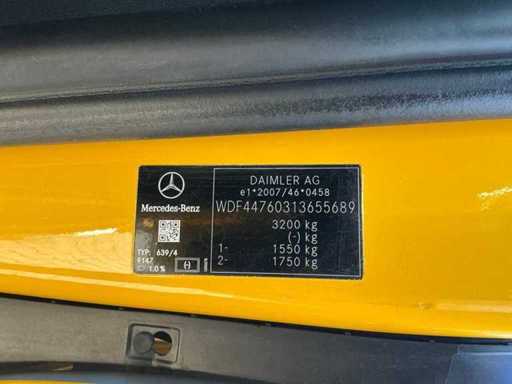 DAIMLER AG
e1*2007/46*0458
Mercedes-Benz
WDF44760313655689
3200 kg
(-) kg
1- 1550 kg
2- 1750 kg
TYP: 639/4
9147
1.0 %